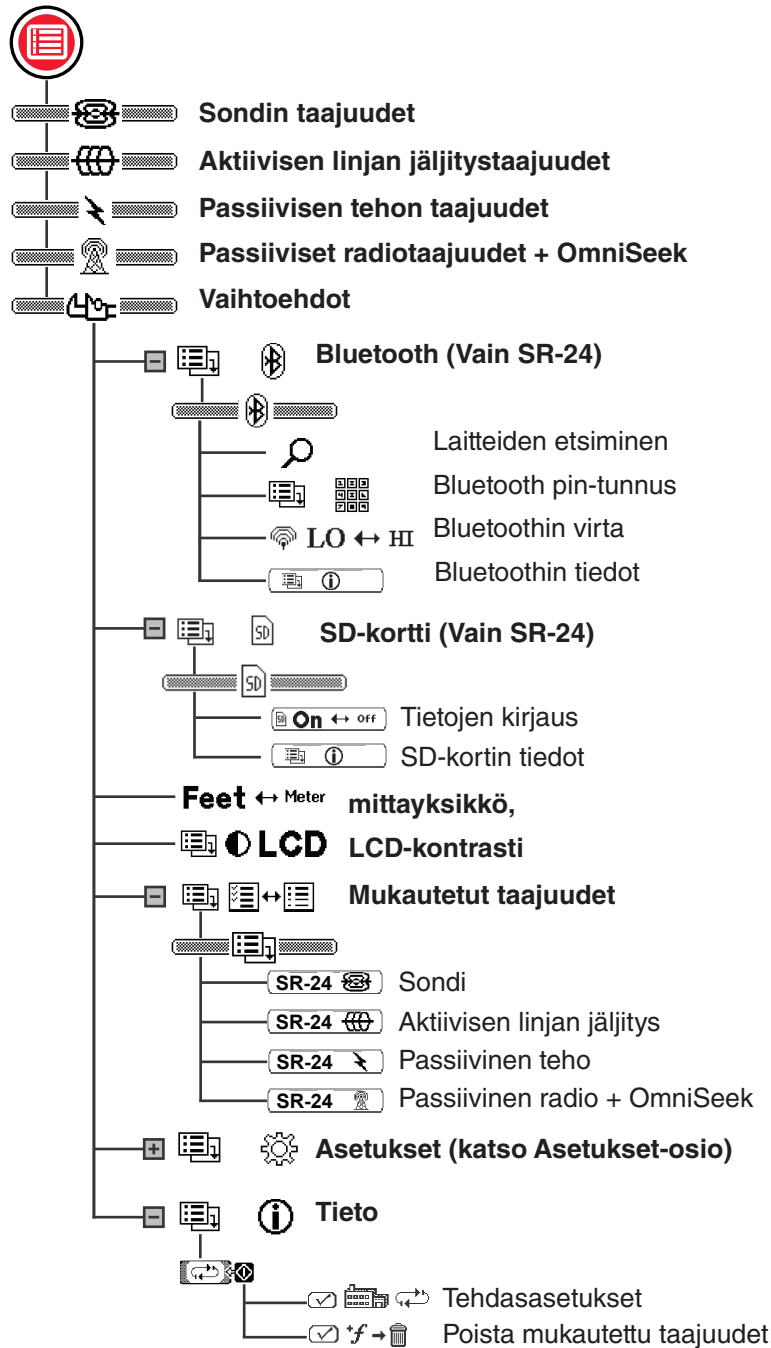 Sondin taajuudet
Aktiivisen linjan jäljitystaajuudet
Passiivisen tehon taajuudet
Passiiviset radiotaajuudet + OmniSeek
Vaihtoehdot
Bluetooth (Vain SR-24)
Laitteiden etsiminen
Bluetooth pin-tunnus
LO ↔ HI Bluetoothin virta
Bluetoothin tiedot
SD SD-kortti (Vain SR-24)
SD
On ↔ Off Tietojen kirjaus
SD-kortin tiedot
Feet ↔ Meter mittayksikkö,
LCD LCD-kontrasti
Mukautetut taajuudet
SR-24 Sondi
SR-24 Aktiivisen linjan jäljitys
SR-24 Passiivinen teho
SR-24 Passiivinen radio + OmniSeek
Asetukset (katso Asetukset-osio)
Tieto
Tehdasasetukset
+f → Poista mukautettu taajuudet